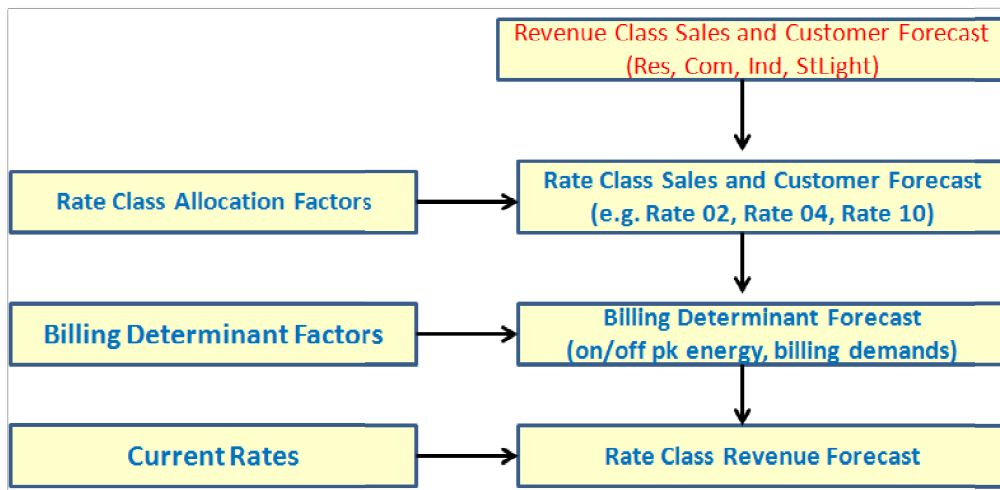 Revenue Class Sales and Customer Forecast
(Res, Com, Ind, StLight)
Rate Class Allocation Factors
Rate Class Sales and Customer Forecast
(e.g. Rate 02, Rate 04, Rate 10)
Billing Determinant Factors
Billing Determinant Forecast
(on/off pk energy, billing demands)
Current Rates
Rate Class Revenue Forecast